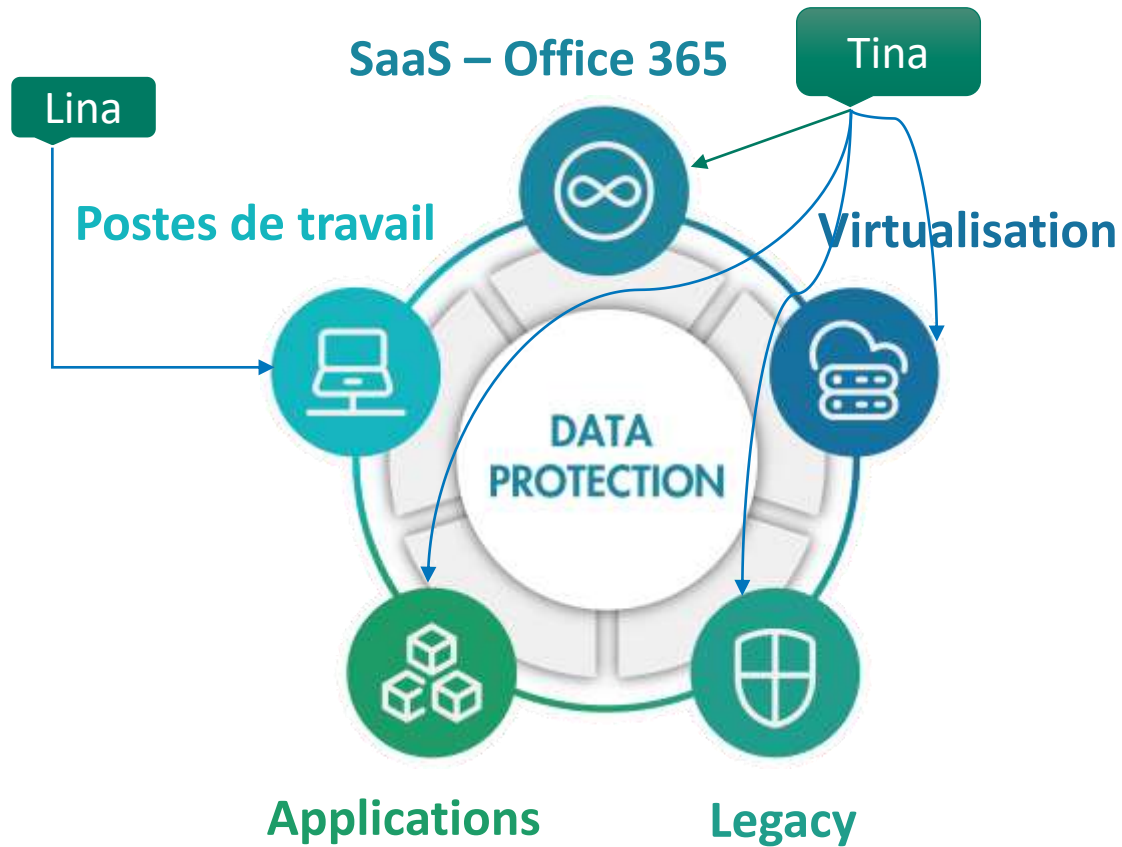 SaaS – Office 365
Tina
Lina
Postes de travail
Virtualisation
DATA
PROTECTION
Applications
Legacy